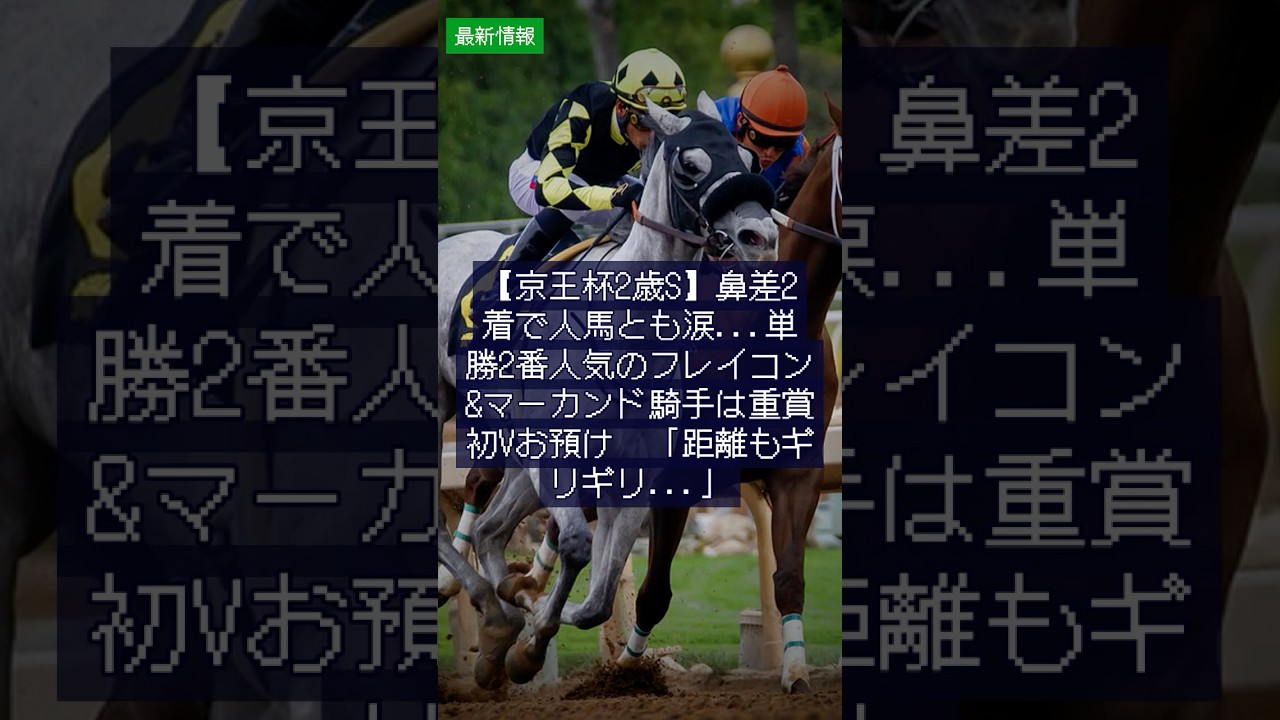 最新情報
【京王杯2歳S】鼻差2
着で人馬とも涙...単
勝2番人気のフレイコン
&マーカンド騎手は重賞
初Vお預け　「距離もギ
リギリ...」